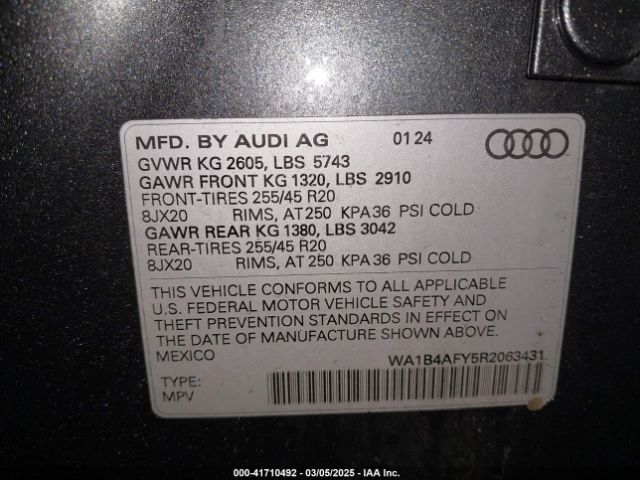 MFD. BY AUDI AG 01 24
GVWR KG 2605, LBS 5743
GAWR FRONT KG 1320, LBS 2910
FRONT-TIRES 255/45 R20
8JX20 RIMS, AT 250 KPA 36 PSI COLD
GAWR REAR KG 1380, LBS 3042
REAR-TIRES 255/45 R20
8JX20 RIMS, AT 250 KPA 36 PSI COLD
THIS VEHICLE CONFORMS TO ALL APPLICABLE
U.S. FEDERAL MOTOR VEHICLE SAFETY AND
THEFT PREVENTION STANDARDS IN EFFECT ON
THE DATE OF MANUFACTURE SHOWN ABOVE.
MEXICO WA1B4AFY5R2063431
TYPE:
MPV
000-41710492 — 03/05/2025 — IAA Inc.